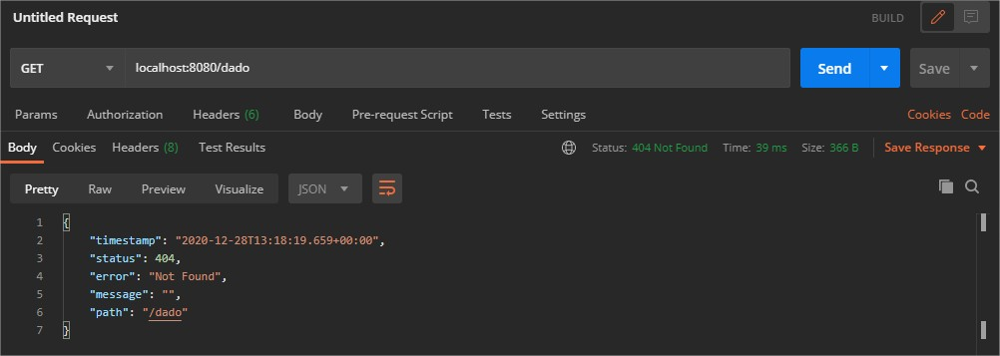 Untitled Request BUILD
GET localhost:8080/dado Send Save
Params Authorization Headers (6) Body Pre-request Script Tests Settings Cookies Code
Body Cookies Headers (8) Test Results Status: 404 Not Found Time: 39 ms Size: 366 B Save Response
Pretty Raw Preview Visualize JSON
1 {
2 "timestamp": "2020-12-28T13:18:19.659+00:00",
3 "status": 404,
4 "error": "Not Found",
5 "message": "",
6 "path": "/dado"
7 }